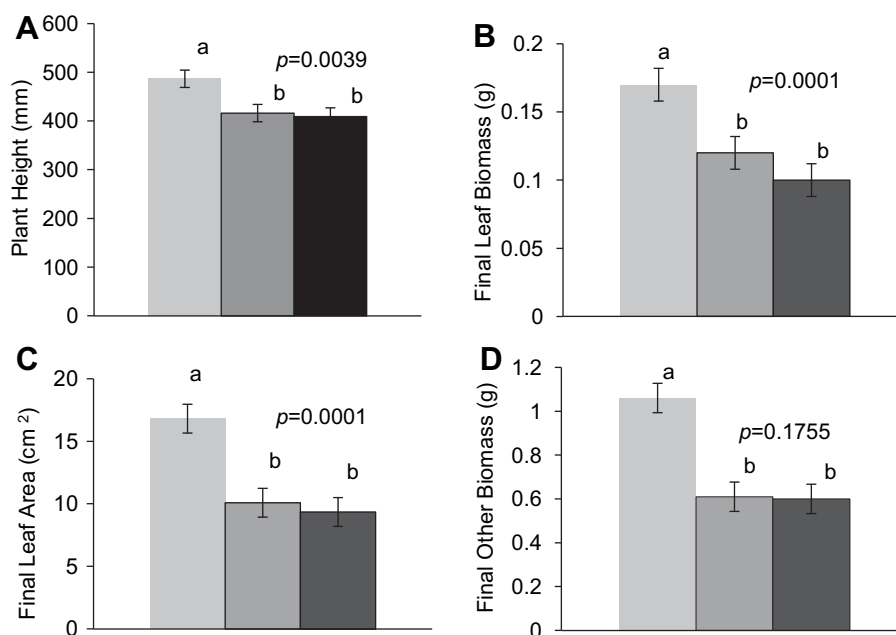 A
Plant Height (mm)
600
500
400
300
200
100
0
a
p=0.0039
b
b
B
Final Leaf Biomass (g)
0.2
0.15
0.1
0.05
0
a
p=0.0001
b
b
C
Final Leaf Area (cm ²)
20
15
10
5
0
a
p=0.0001
b
b
D
Final Other Biomass (g)
1.2
1
0.8
0.6
0.4
0.2
0
a
p=0.1755
b
b